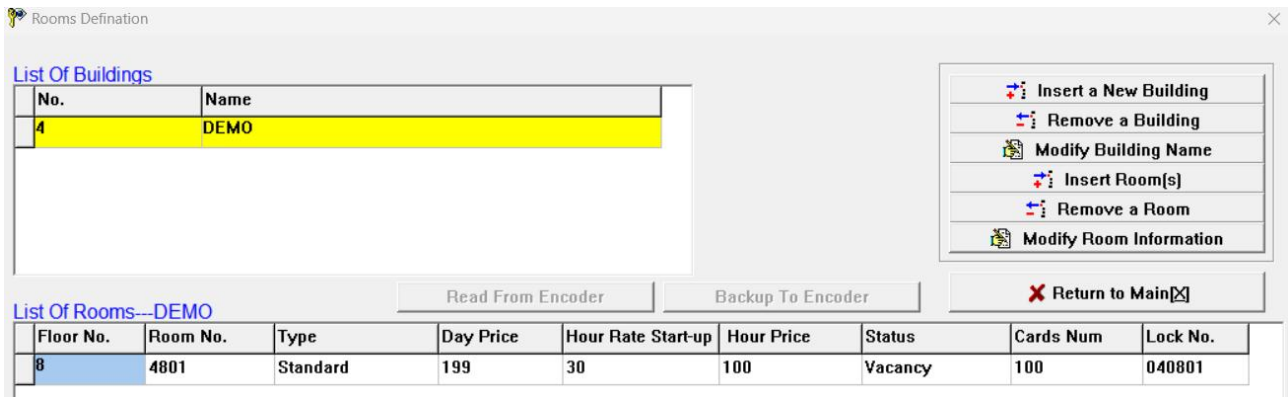 Rooms Defination
List Of Buildings
No. Name
4 DEMO
Insert a New Building
Remove a Building
Modify Building Name
Insert Room(s)
Remove a Room
Modify Room Information
Read From Encoder Backup To Encoder Return to Main[X]
List Of Rooms---DEMO
Floor No. Room No. Type Day Price Hour Rate Start-up Hour Price Status Cards Num Lock No.
8 4801 Standard 199 30 100 Vacancy 100 040801